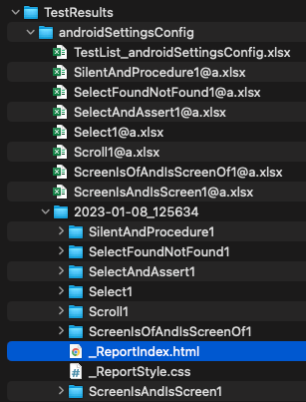 TestResults
androidSettingsConfig
TestList_androidSettingsConfig.xlsx
SilentAndProcedure1@a.xlsx
SelectFoundNotFound1@a.xlsx
SelectAndAssert1@a.xlsx
Select1@a.xlsx
Scroll1@a.xlsx
ScreenIsOfAndIsScreenOf1@a.xlsx
ScreenIsAndIsScreen1@a.xlsx
2023-01-08_125634
SilentAndProcedure1
SelectFoundNotFound1
SelectAndAssert1
Select1
Scroll1
ScreenIsOfAndIsScreenOf1
_ReportIndex.html
_ReportStyle.css
ScreenIsAndIsScreen1